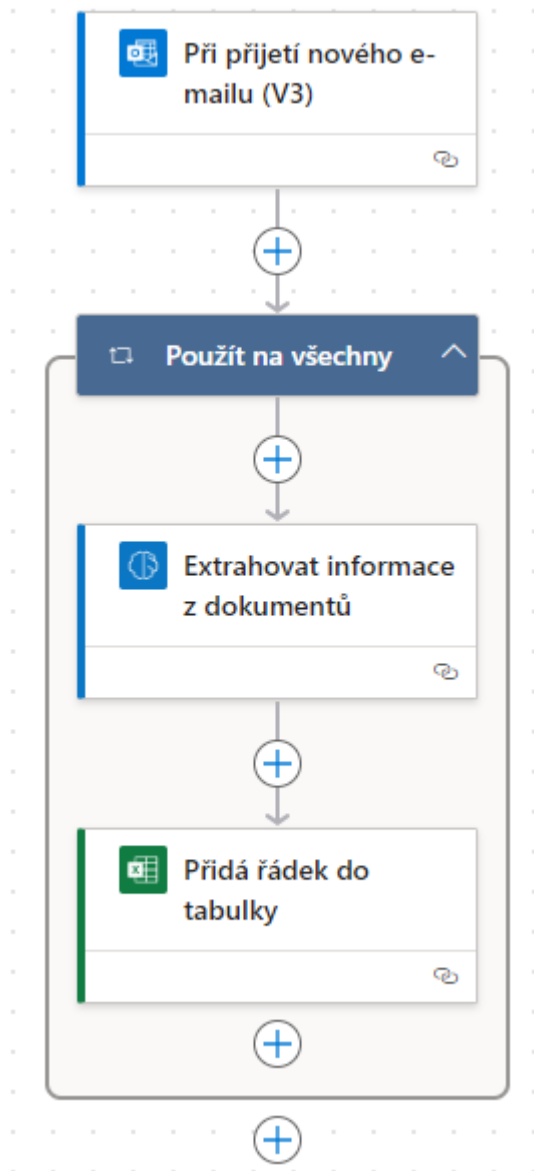 Při přijetí nového e-
mailu (V3)
Použít na všechny
Extrahovat informace
z dokumentů
Přidá řádek do
tabulky